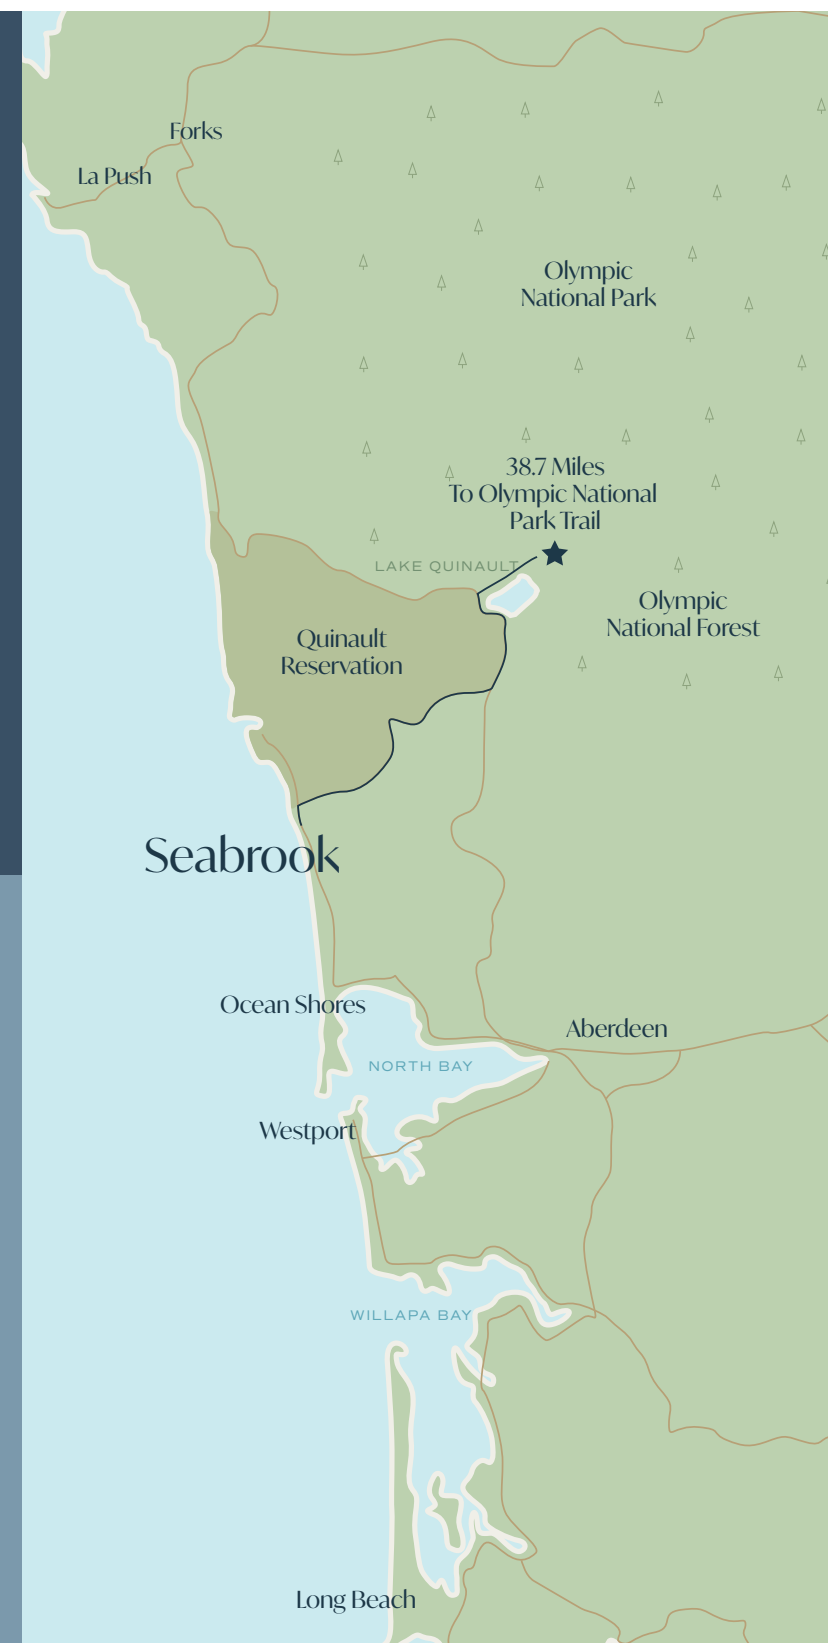 Forks
La Push
Olympic
National Park
38.7 Miles
To Olympic National
Park Trail
LAKE QUINAULT
Olympic
National Forest
Quinault
Reservation
Seabrook
Ocean Shores
Aberdeen
NORTH BAY
Westport
WILLAPA BAY
Long Beach